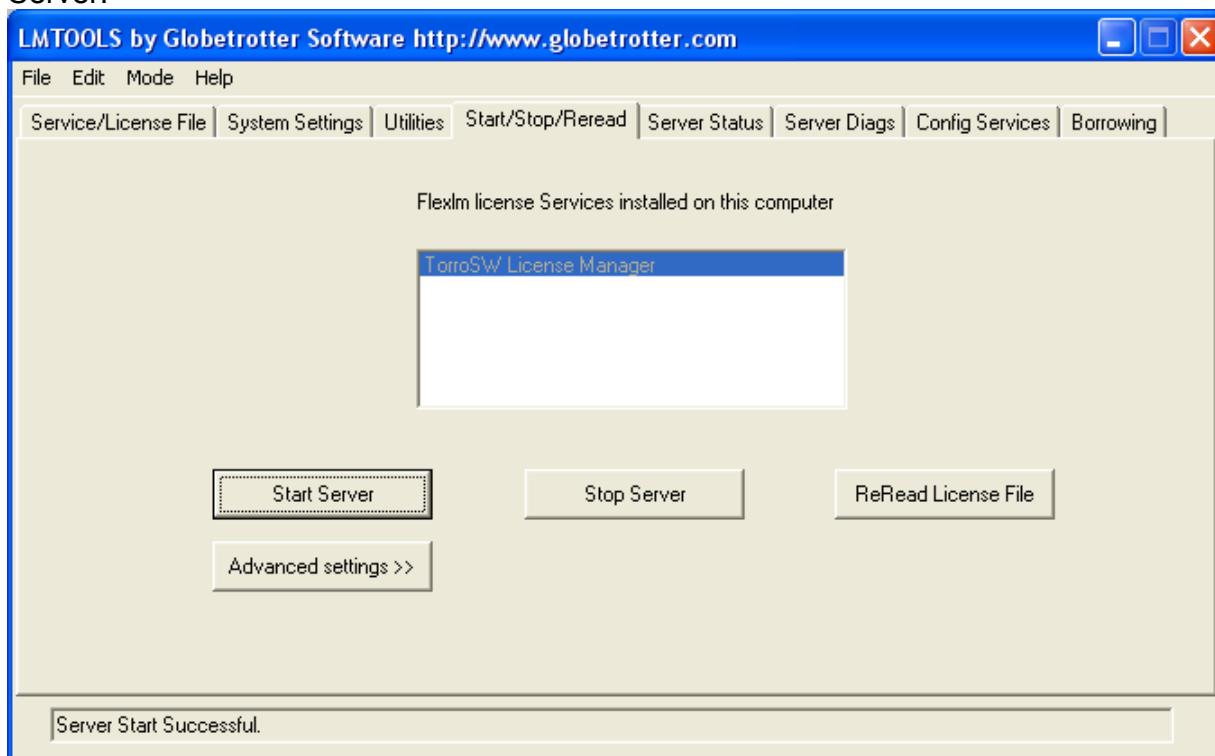 Server.
LMTOOLS by Globetrotter Software http://www.globetrotter.com
File Edit Mode Help
Service/License File System Settings Utilities Start/Stop/Reread Server Status Server Diags Config Services Borrowing
Flexlm license Services installed on this computer
TorroSW License Manager
Start Server Stop Server ReRead License File
Advanced settings >>
Server Start Successful.